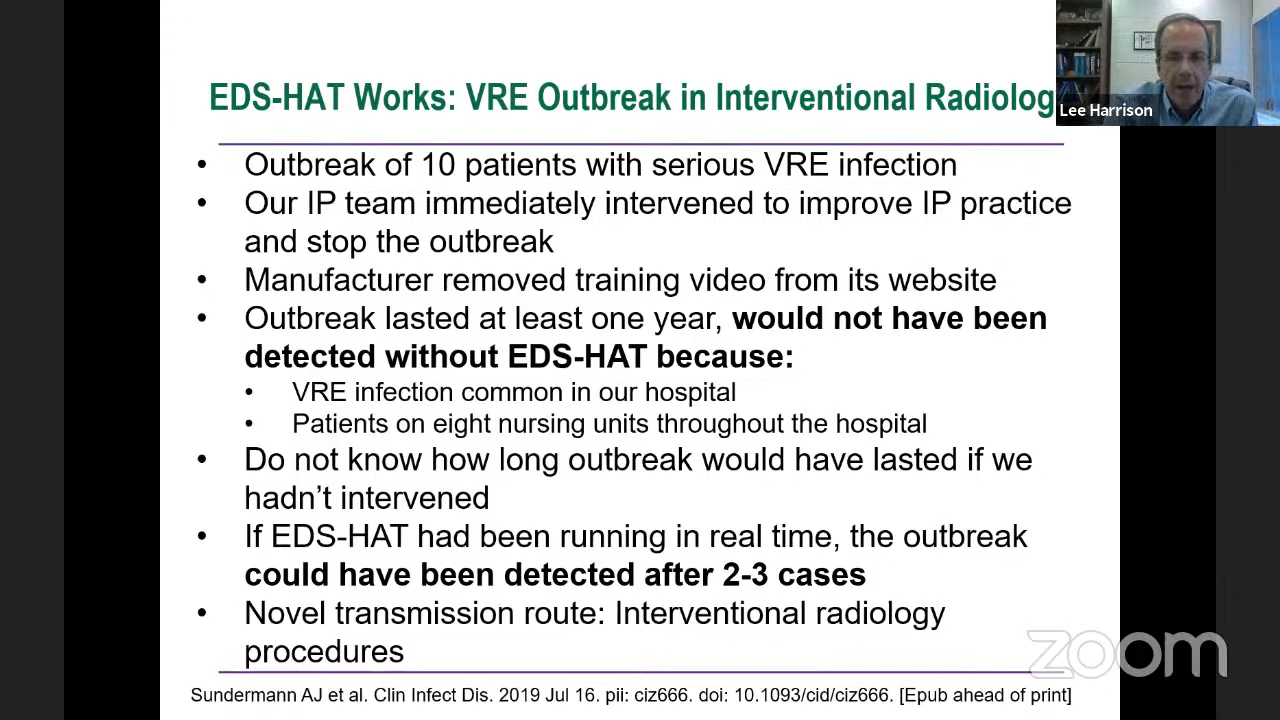 EDS-HAT Works: VRE Outbreak in Interventional Radiolog
Lee Harrison
• Outbreak of 10 patients with serious VRE infection
• Our IP team immediately intervened to improve IP practice
and stop the outbreak
• Manufacturer removed training video from its website
• Outbreak lasted at least one year, would not have been
detected without EDS-HAT because:
• VRE infection common in our hospital
• Patients on eight nursing units throughout the hospital
• Do not know how long outbreak would have lasted if we
hadn’t intervened
• If EDS-HAT had been running in real time, the outbreak
could have been detected after 2-3 cases
• Novel transmission route: Interventional radiology
procedures
zoom
Sundermann AJ et al. Clin Infect Dis. 2019 Jul 16. pii: ciz666. doi: 10.1093/cid/ciz666. [Epub ahead of print]